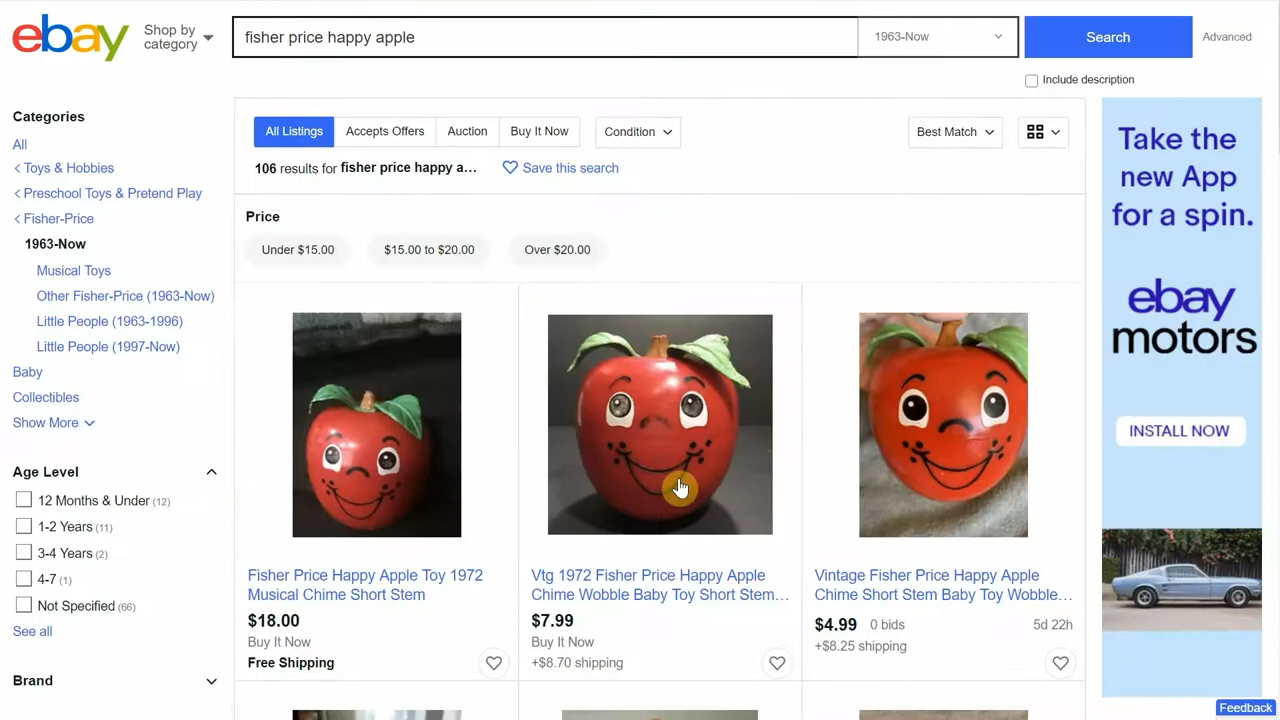 ebay
Shop by
category
fisher price happy apple
1963-Now
Search
Advanced
Include description
Categories
All
< Toys & Hobbies
< Preschool Toys & Pretend Play
< Fisher-Price
1963-Now
Musical Toys
Other Fisher-Price (1963-Now)
Little People (1963-1996)
Little People (1997-Now)
Baby
Collectibles
Show More
Age Level
12 Months & Under (12)
1-2 Years (11)
3-4 Years (2)
4-7 (1)
Not Specified (66)
See all
Brand
All Listings
Accepts Offers
Auction
Buy It Now
Condition
Best Match
106 results for fisher price happy a...
Save this search
Price
Under $15.00
$15.00 to $20.00
Over $20.00
Fisher Price Happy Apple Toy 1972
Musical Chime Short Stem
$18.00
Buy It Now
Free Shipping
Vtg 1972 Fisher Price Happy Apple
Chime Wobble Baby Toy Short Stem...
$7.99
Buy It Now
+$8.70 shipping
Vintage Fisher Price Happy Apple
Chime Short Stem Baby Toy Wobble...
$4.99 0 bids 5d 22h
+$8.25 shipping
Take the
new App
for a spin.
ebay
motors
INSTALL NOW
Feedback